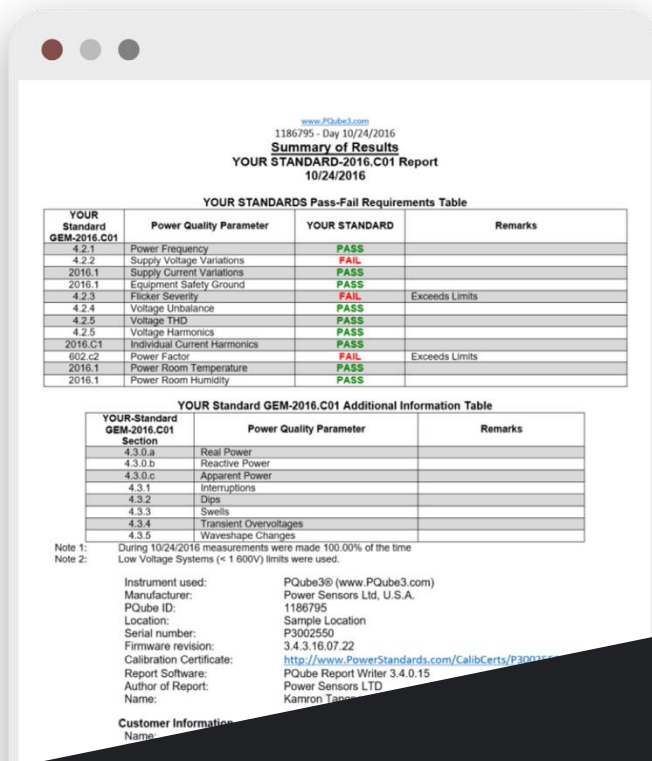 www.PQube3.com
1186795 - Day 10/24/2016
Summary of Results
YOUR STANDARD-2016.C01 Report
10/24/2016
YOUR STANDARDS Pass-Fail Requirements Table
YOUR Standard GEM-2016.C01 Power Quality Parameter YOUR STANDARD Remarks
4.2.1 Power Frequency PASS
4.2.2 Supply Voltage Variations FAIL
2016.1 Supply Current Variations PASS
2016.1 Equipment Safety Ground PASS
4.2.3 Flicker Severity FAIL Exceeds Limits
4.2.4 Voltage Unbalance PASS
4.2.5 Voltage THD PASS
4.2.5 Voltage Harmonics PASS
2016.C1 Individual Current Harmonics PASS
602.c2 Power Factor FAIL Exceeds Limits
2016.1 Power Room Temperature PASS
2016.1 Power Room Humidity PASS
YOUR Standard GEM-2016.C01 Additional Information Table
YOUR-Standard GEM-2016.C01 Section Power Quality Parameter Remarks
4.3.0.a Real Power
4.3.0.b Reactive Power
4.3.0.c Apparent Power
4.3.1 Interruptions
4.3.2 Dips
4.3.3 Swells
4.3.4 Transient Overvoltages
4.3.5 Waveshape Changes
Note 1: During 10/24/2016 measurements were made 100.00% of the time
Note 2: Low Voltage Systems (< 1 600V) limits were used.
Instrument used: PQube3® (www.PQube3.com)
Manufacturer: Power Sensors Ltd, U.S.A.
PQube ID: 1186795
Location: Sample Location
Serial number: P3002550
Firmware revision: 3.4.3.16.07.22
Calibration Certificate: http://www.PowerStandards.com/CalibCerts/
Report Software: PQube Report Writer 3.4.0.15
Author of Report: Power Sensors LTD
Name: Kamron
Customer Information
Name: